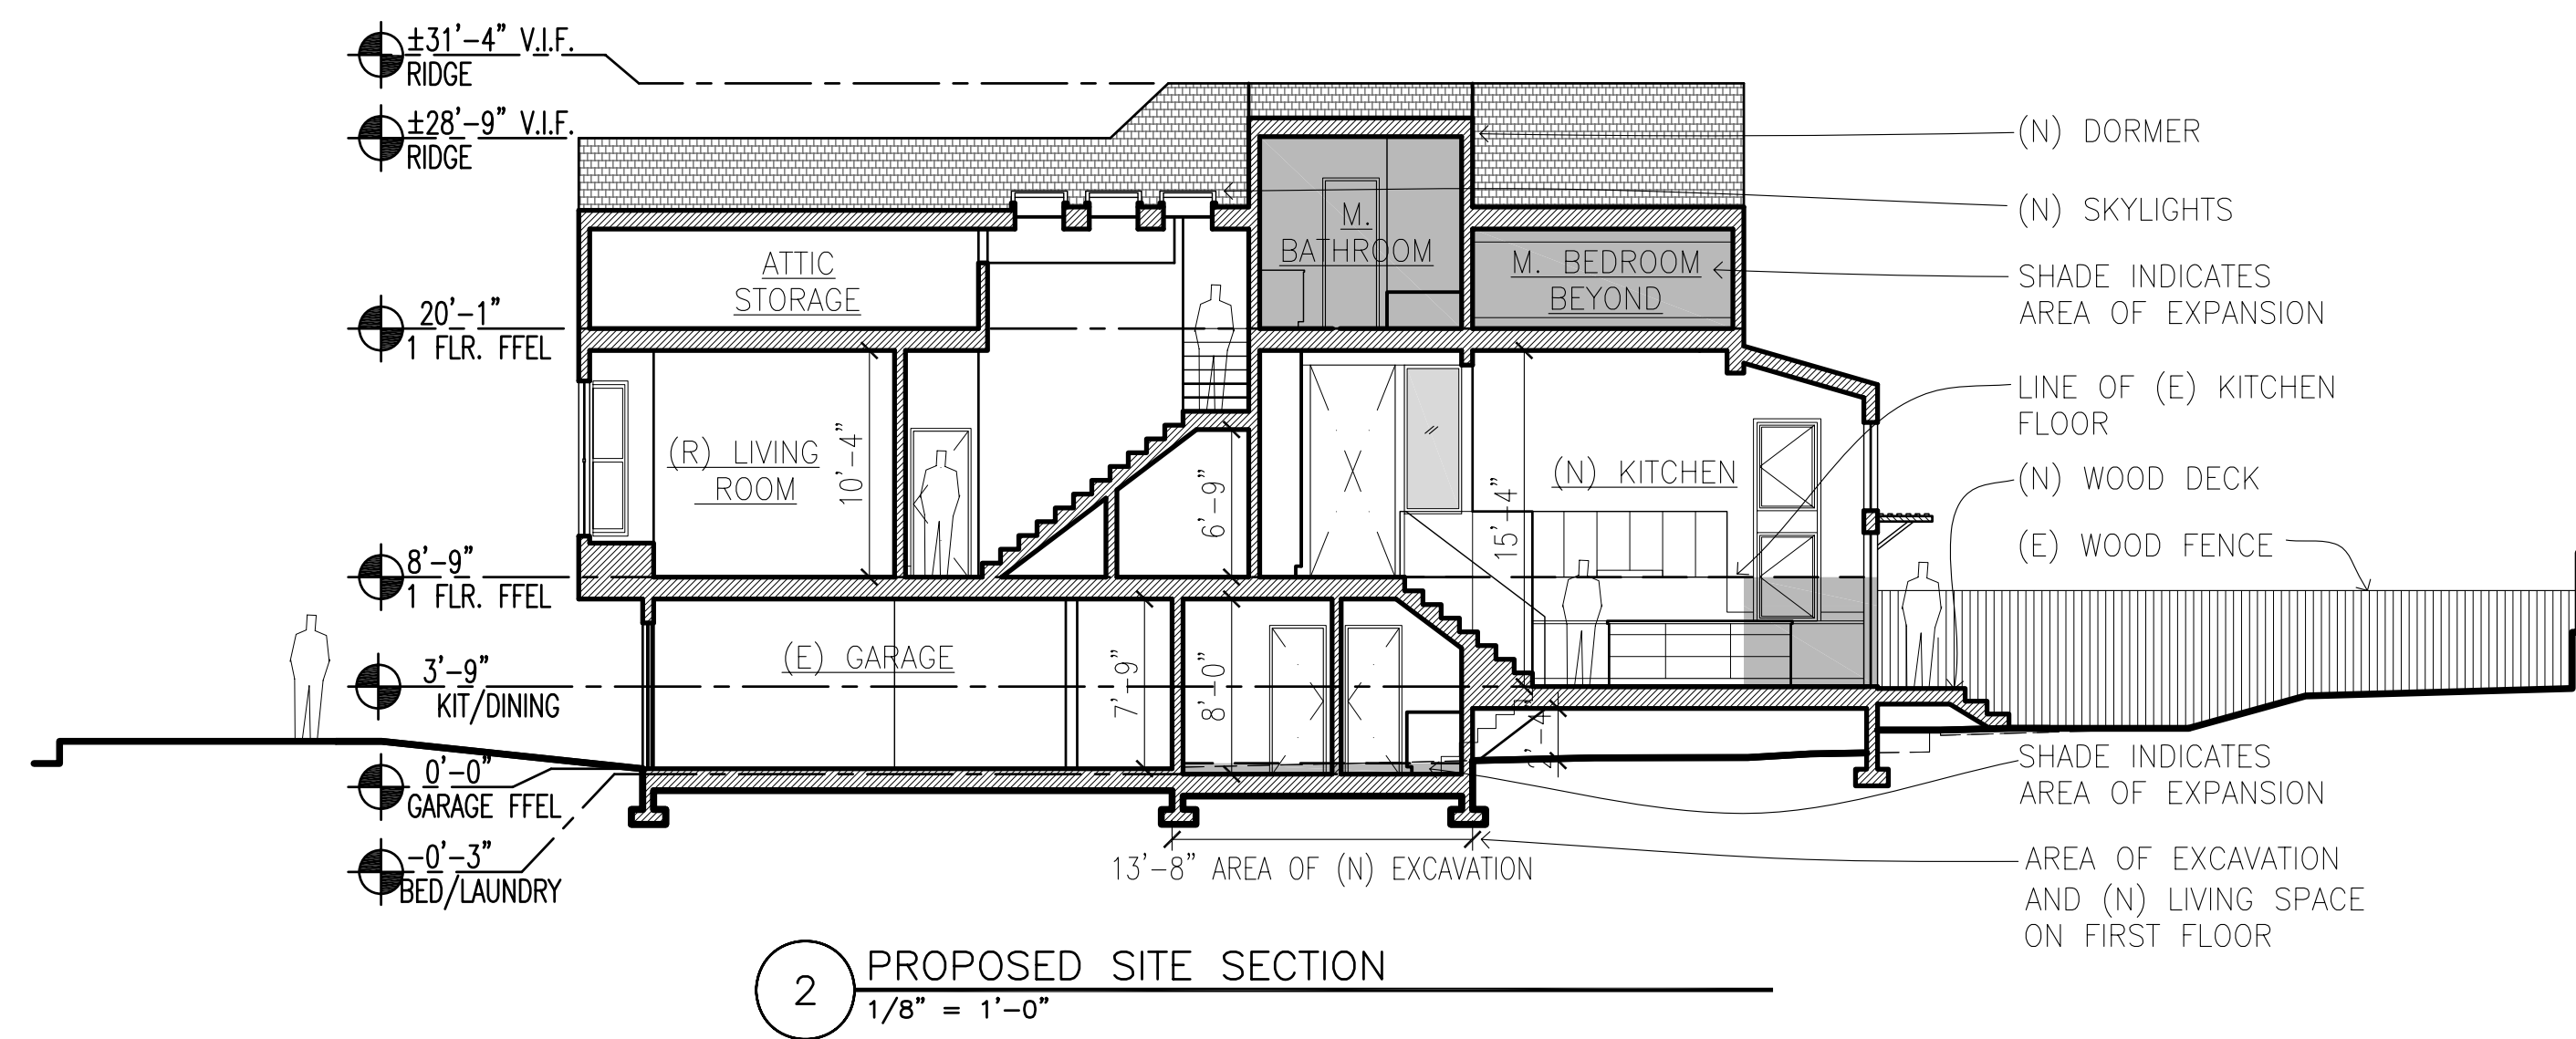 ±31'-4" V.I.F.
RIDGE
±28'-9" V.I.F.
RIDGE
20'-1"
1 FLR. FFEL
8'-9"
1 FLR. FFEL
3'-9"
KIT/DINING
0'-0"
GARAGE FFEL
-0'-3"
BED/LAUNDRY
ATTIC
STORAGE
M.
BATHROOM
M. BEDROOM
BEYOND
(R) LIVING
ROOM
10'-4"
6'-9"
15'-4"
(N) KITCHEN
(E) GARAGE
7'-9"
8'-0"
13'-8" AREA OF (N) EXCAVATION
(N) DORMER
(N) SKYLIGHTS
SHADE INDICATES
AREA OF EXPANSION
LINE OF (E) KITCHEN
FLOOR
(N) WOOD DECK
(E) WOOD FENCE
SHADE INDICATES
AREA OF EXPANSION
AREA OF EXCAVATION
AND (N) LIVING SPACE
ON FIRST FLOOR
2
PROPOSED SITE SECTION
1/8" = 1'-0"